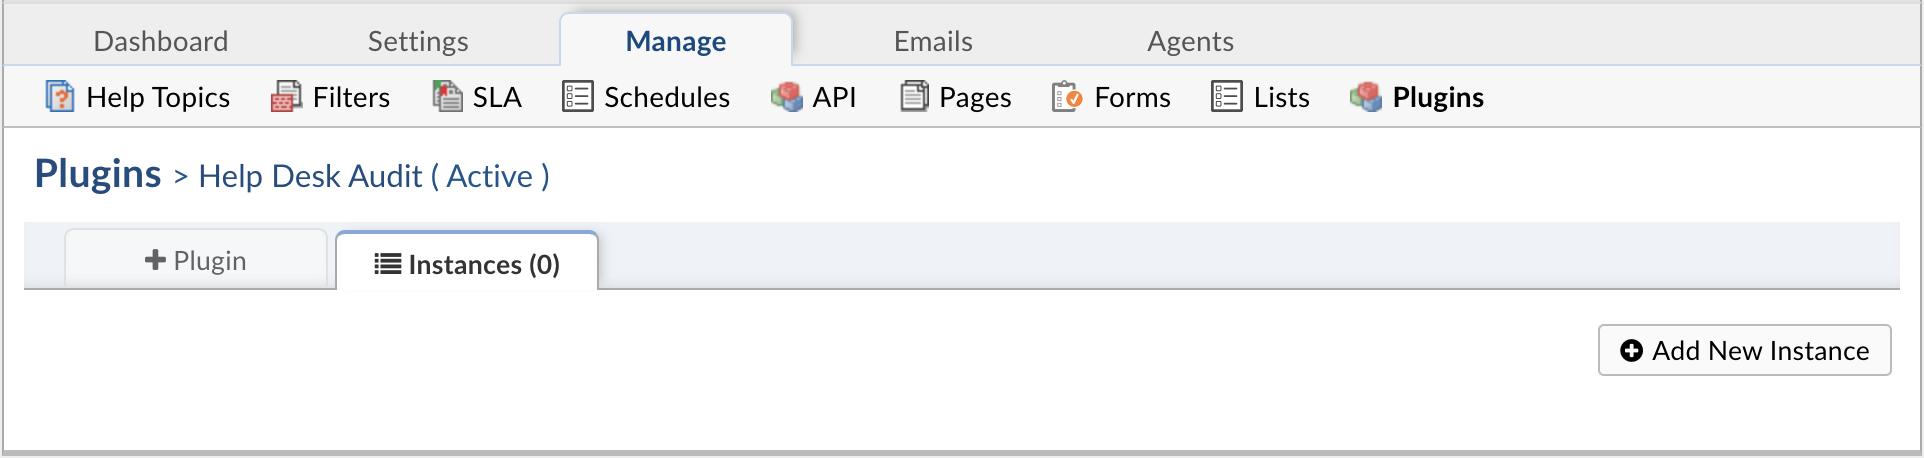 Dashboard Settings Manage Emails Agents
Help Topics Filters SLA Schedules API Pages Forms Lists Plugins
Plugins > Help Desk Audit ( Active )
Plugin Instances (0)
Add New Instance